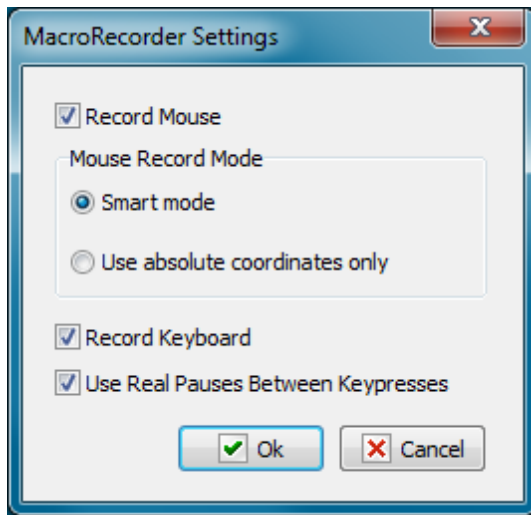 MacroRecorder Settings
Record Mouse
Mouse Record Mode
Smart mode
Use absolute coordinates only
Record Keyboard
Use Real Pauses Between Keypresses
Ok Cancel